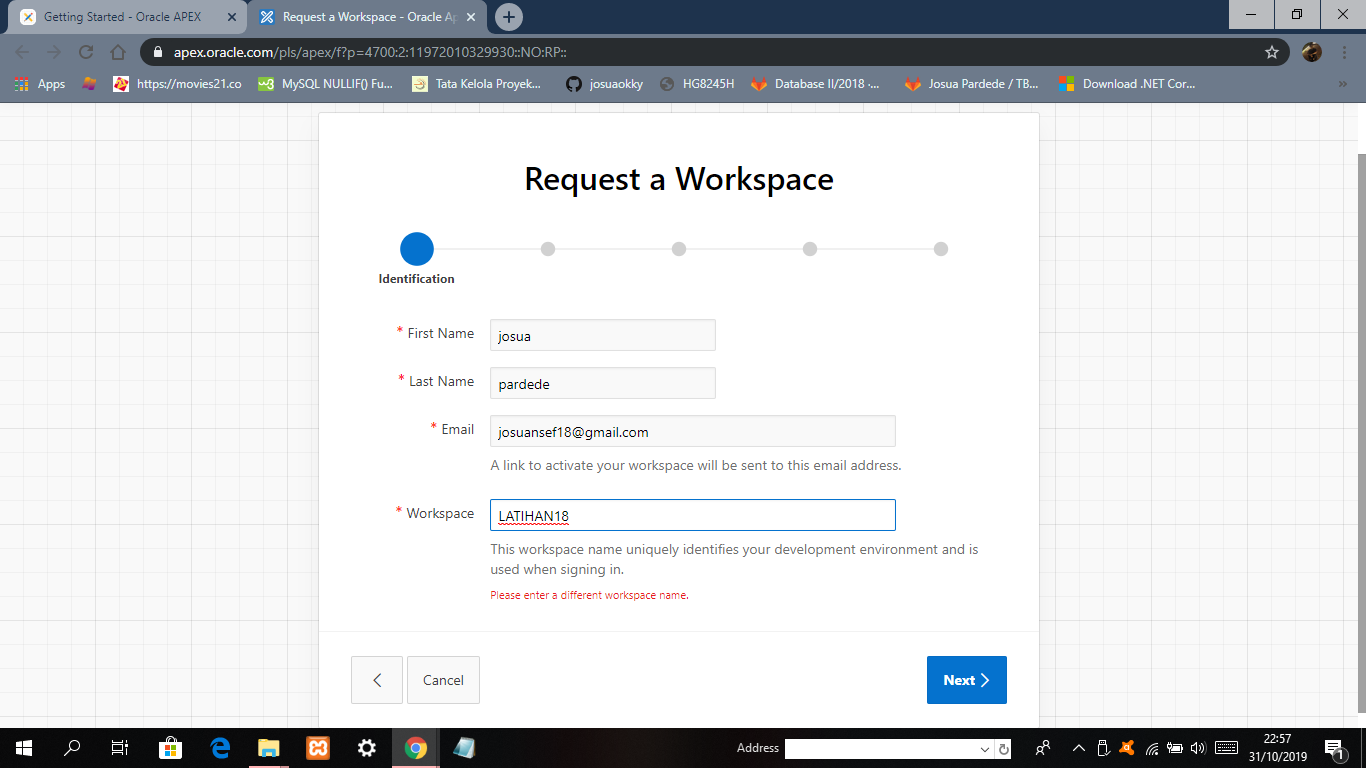 Getting Started - Oracle APEX
Request a Workspace - Oracle Ap
apex.oracle.com/pls/apex/f?p=4700:2:11972010329930::NO:RP::
Apps
https://movies21.co
MySQL NULLIF() Fu...
Tata Kelola Proyek...
josuaokky
HG8245H
Database II/2018 ·...
Josua Pardede / TB...
Download .NET Cor...
»
Request a Workspace
Identification
* First Name
josua
* Last Name
pardede
* Email
josuansef18@gmail.com
A link to activate your workspace will be sent to this email address.
* Workspace
LATIHAN18
This workspace name uniquely identifies your development environment and is
used when signing in.
Please enter a different workspace name.
Cancel
Next
Address
22:57
31/10/2019
1